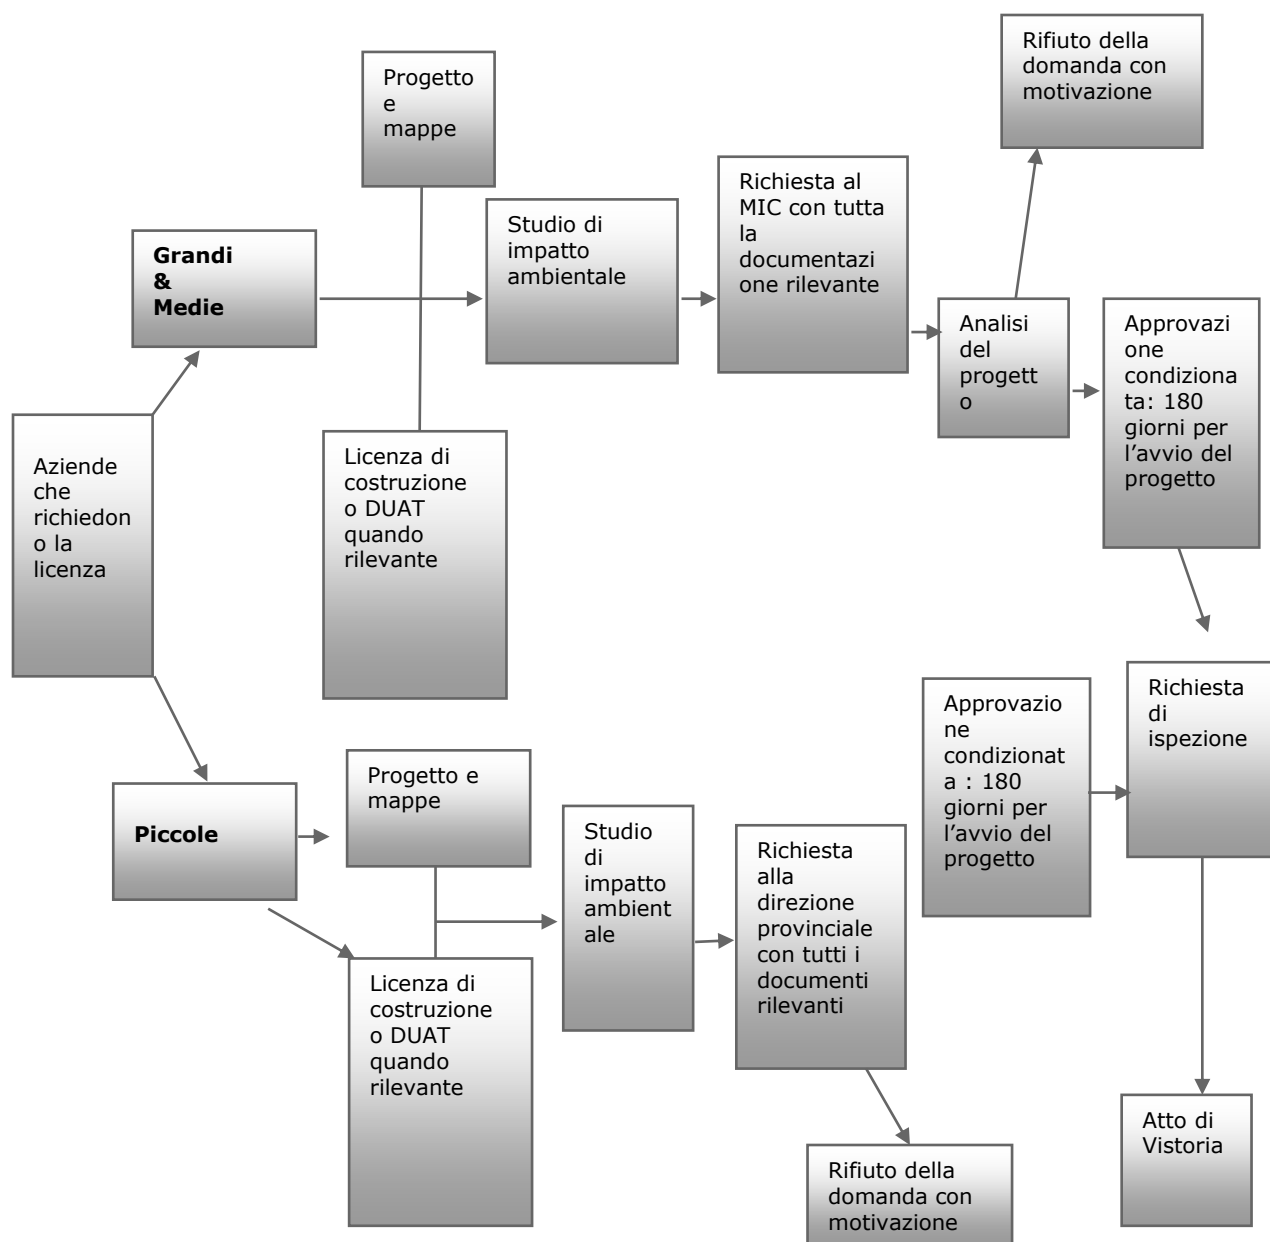 Progetto
e
mappe
Rifiuto della
domanda con
motivazione
Grandi
&
Medie
Studio di
impatto
ambientale
Richiesta al
MIC con tutta
la
documentazi
one rilevante
Analisi
del
progett
o
Approvazi
one
condiziona
ta: 180
giorni per
l’avvio del
progetto
Aziende
che
richiedon
o la
licenza
Licenza di
costruzione
o DUAT
quando
rilevante
Piccole
Progetto e
mappe
Licenza di
costruzione
o DUAT
quando
rilevante
Studio
di
impatto
ambient
ale
Richiesta
alla
direzione
provinciale
con tutti i
documenti
rilevanti
Rifiuto della
domanda con
motivazione
Approvazio
ne
condizionat
a : 180
giorni per
l’avvio del
progetto
Richiesta
di
ispezione
Atto di
Vistoria